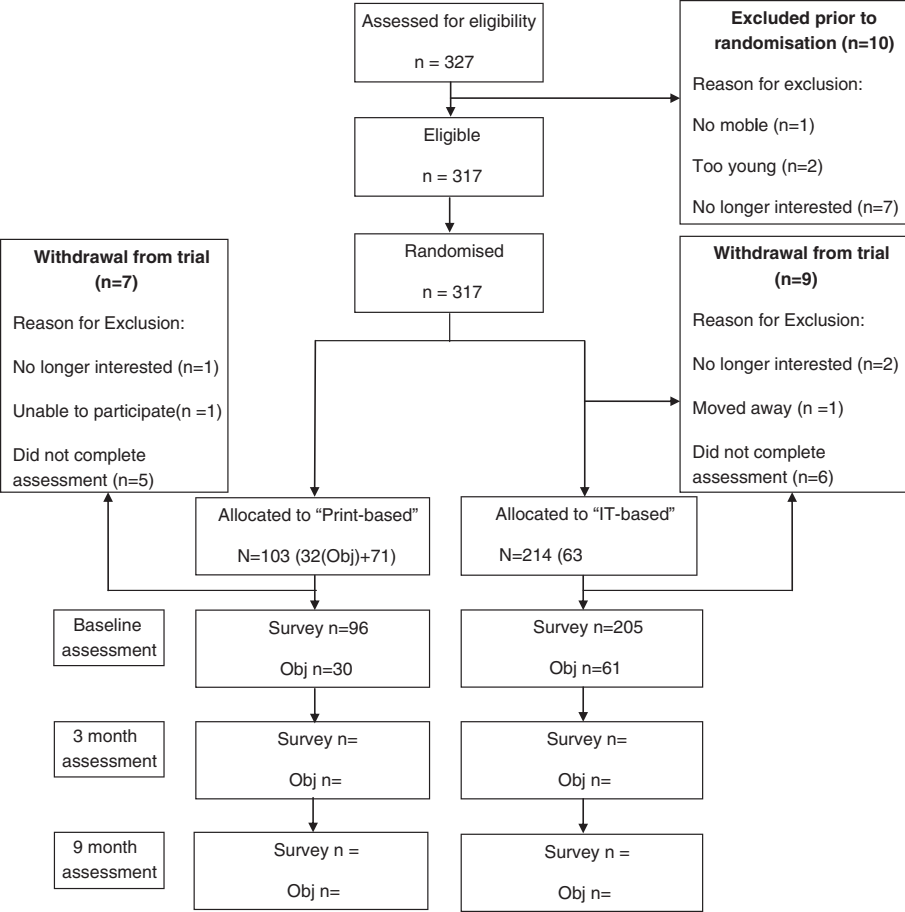 Assessed for eligibility
n = 327
Excluded prior to
randomisation (n=10)
Reason for exclusion:
No moble (n=1)
Too young (n=2)
No longer interested (n=7)
Eligible
n = 317
Randomised
n = 317
Withdrawal from trial
(n=7)
Reason for Exclusion:
No longer interested (n=1)
Unable to participate(n =1)
Did not complete
assessment (n=5)
Withdrawal from trial
(n=9)
Reason for Exclusion:
No longer interested (n=2)
Moved away (n =1)
Did not complete
assessment (n=6)
Allocated to “Print-based”
N=103 (32(Obj)+71)
Allocated to “IT-based”
N=214 (63
Baseline
assessment
Survey n=96
Obj n=30
Survey n=205
Obj n=61
3 month
assessment
Survey n=
Obj n=
Survey n=
Obj n=
9 month
assessment
Survey n =
Obj n=
Survey n =
Obj n=